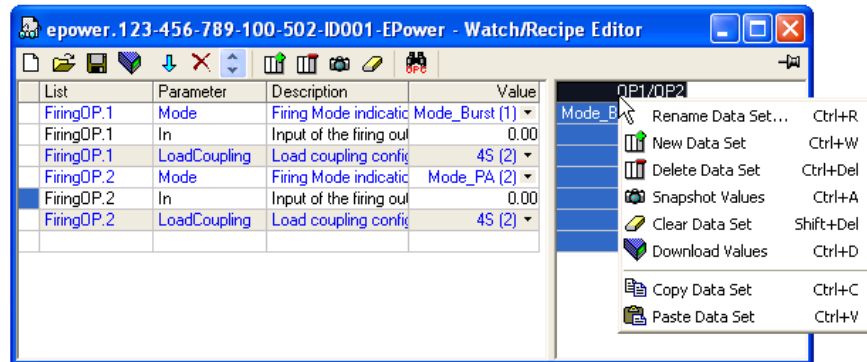 epower.123-456-789-100-502-ID001-EPower - Watch/Recipe Editor
OPC
List Parameter Description Value OP1/OP2
FiringOP.1 Mode Firing Mode indicatic Mode_Burst (1) Mode_B
FiringOP.1 In Input of the firing out 0.00
FiringOP.1 LoadCoupling Load coupling config 4S (2)
FiringOP.2 Mode Firing Mode indicatic Mode_PA (2)
FiringOP.2 In Input of the firing out 0.00
FiringOP.2 LoadCoupling Load coupling config 4S (2)
Rename Data Set... Ctrl+R
New Data Set Ctrl+W
Delete Data Set Ctrl+Del
Snapshot Values Ctrl+A
Clear Data Set Shift+Del
Download Values Ctrl+D
Copy Data Set Ctrl+C
Paste Data Set Ctrl+V